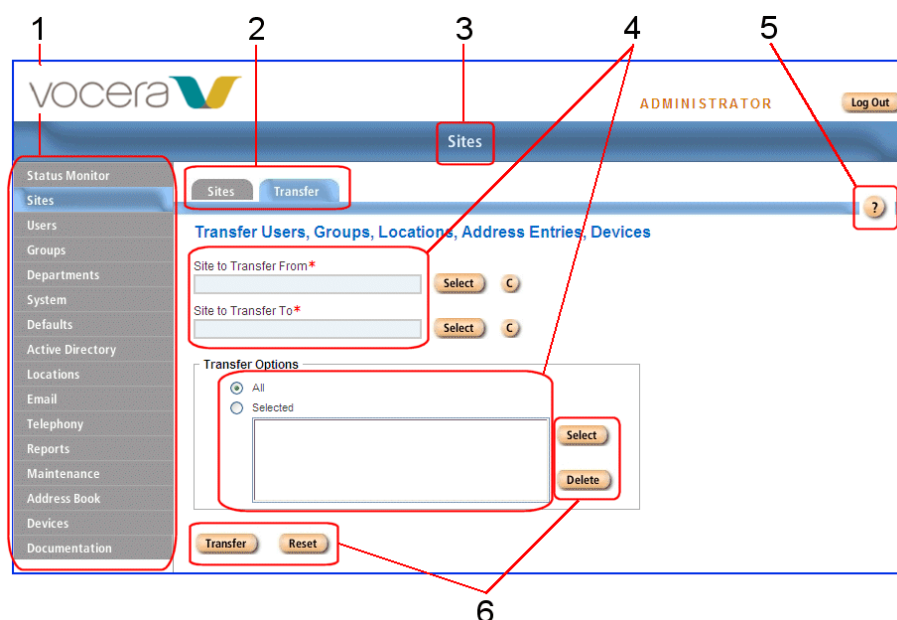 1 2 3 4 5
vocera
ADMINISTRATOR
Log Out
Sites
Status Monitor
Sites
Users
Groups
Departments
System
Defaults
Active Directory
Locations
Email
Telephony
Reports
Maintenance
Address Book
Devices
Documentation
Sites Transfer
?
Transfer Users, Groups, Locations, Address Entries, Devices
Site to Transfer From*
Select C
Site to Transfer To*
Select C
Transfer Options
All
Selected
Select
Delete
Transfer Reset
6